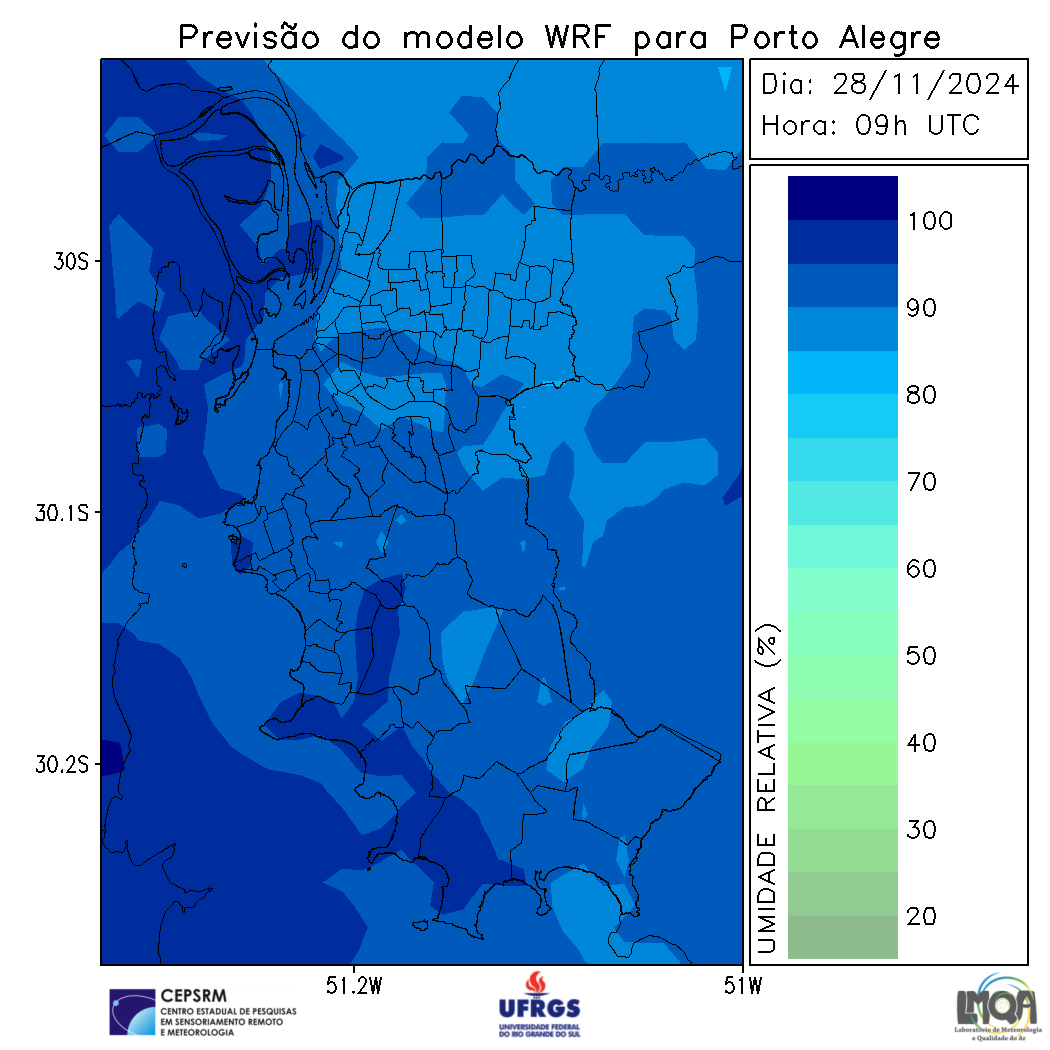 Previsão do modelo WRF para Porto Alegre
Dia: 28/11/2024
Hora: 09h UTC
30S
30.1S
30.2S
51.2W
51W
100
90
80
70
60
50
40
30
20
UMIDADE RELATIVA (%)
CEPSRM
CENTRO ESTADUAL DE PESQUISAS
EM SENSORIAMENTO REMOTO
E METEOROLOGIA
UFRGS
UNIVERSIDADE FEDERAL
DO RIO GRANDE DO SUL
LMQA
Laboratório de Meteorologia
e Qualidade do Ar